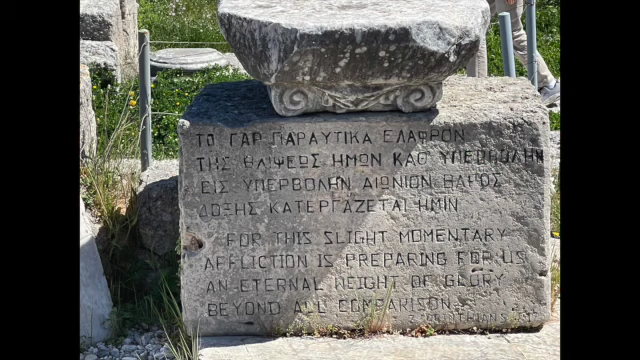 ΤΟ ΓΑΡ ΠΑΡΑΥΤΙΚΑ ΕΛΑΦΡΟΝ
ΤΗΣ ΘΛΙΨΕΩΣ ΗΜΩΝ ΚΑΘ ΥΠΕΡΒΟΛΗΝ
ΕΙΣ ΥΠΕΡΒΟΛΗΝ ΑΙΩΝΙΟΝ ΒΑΡΟΣ
ΔΟΞΗΣ ΚΑΤΕΡΓΑΖΕΤΑΙ ΗΜΙΝ
FOR THIS SLIGHT MOMENTARY
AFFLICTION IS PREPARING FOR US
AN ETERNAL WEIGHT OF GLORY
BEYOND ALL COMPARISON
CORINTHIANS